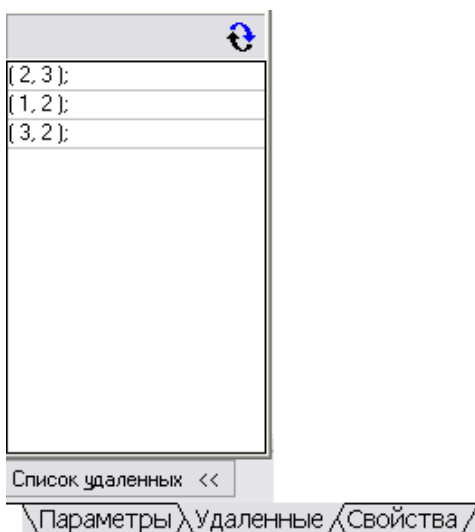 ( 2, 3 );
( 1, 2 );
( 3, 2 );
Список удаленных <<
Параметры Удаленные Свойства